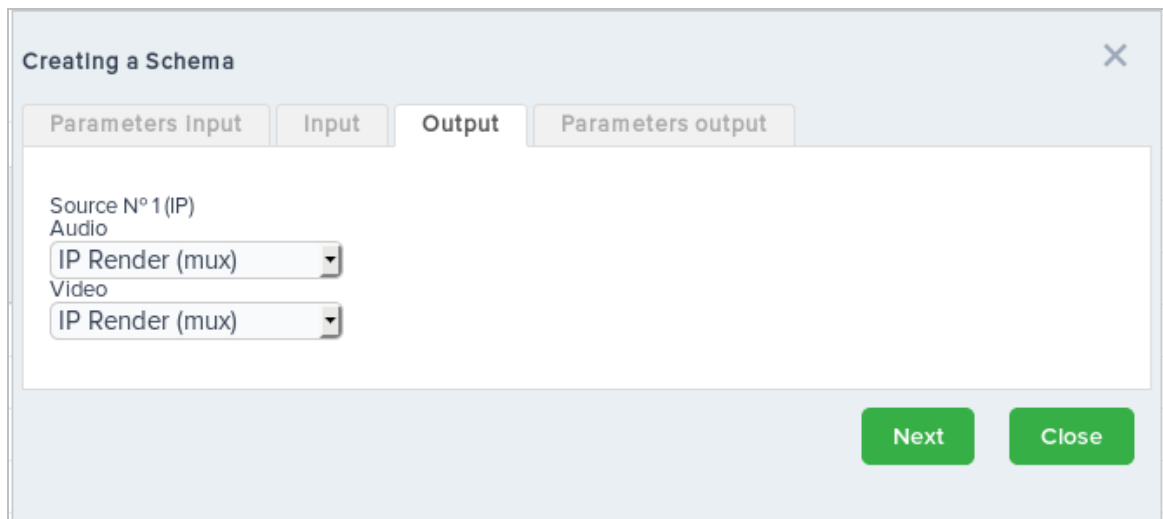 Creating a Schema
Parameters Input Input Output Parameters output
Source Nº 1 (IP)
Audio
IP Render (mux)
Video
IP Render (mux)
Next Close